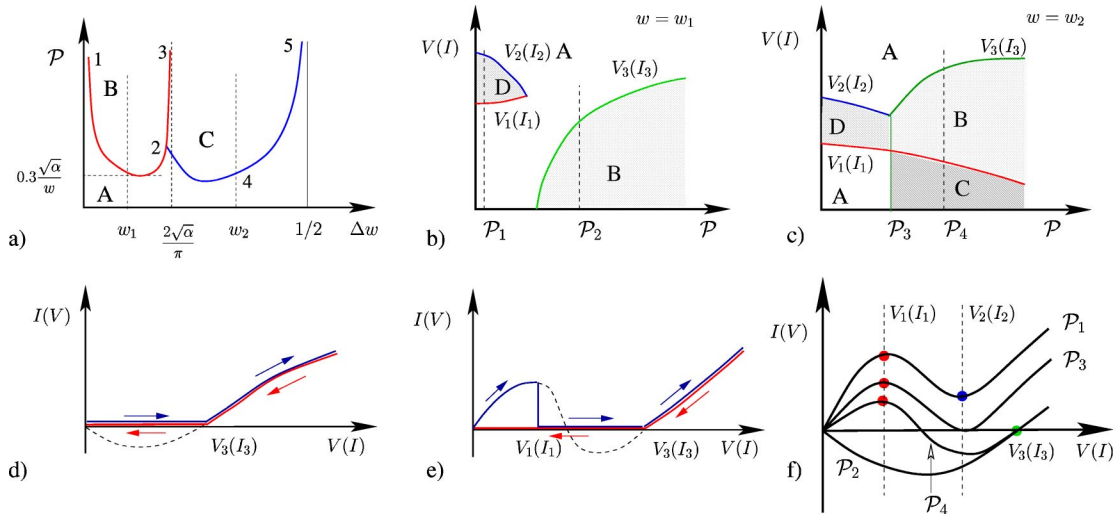 𝒫
1
3
5
B
C
2
4
0.3 √α/w
A
a)
w₁
2√α/π
w₂
1/2
Δw
w = w₁
V(I)
V₂(I₂)
A
V₃(I₃)
D
V₁(I₁)
B
b)
𝒫₁
𝒫₂
𝒫
w = w₂
V(I)
A
V₃(I₃)
V₂(I₂)
D
B
V₁(I₁)
A
C
c)
𝒫₃
𝒫₄
𝒫
I(V)
d)
V₃(I₃)
V(I)
I(V)
e)
V₁(I₁)
V₃(I₃)
V(I)
I(V)
V₁(I₁)
V₂(I₂)
𝒫₁
𝒫₃
𝒫₂
𝒫₄
V₃(I₃)
V(I)
f)